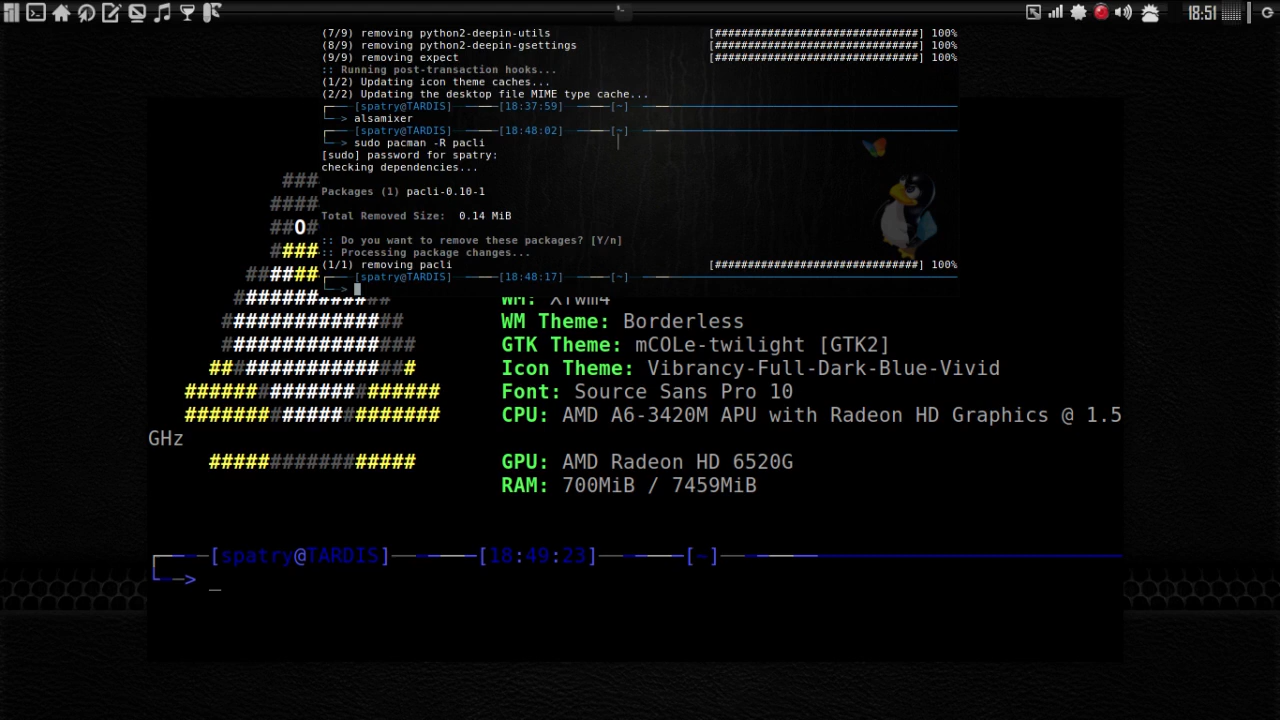 18:51
(7/9) removing python2-deepin-utils [################################] 100%
(8/9) removing python2-deepin-gsettings [################################] 100%
(9/9) removing expect [################################] 100%
:: Running post-transaction hooks...
(1/2) Updating icon theme caches...
(2/2) Updating the desktop file MIME type cache...
[spatry@TARDIS] [18:37:59] [~]
> alsamixer
[spatry@TARDIS] [18:48:02] [~]
> sudo pacman -R pacli
[sudo] password for spatry:
checking dependencies...
Packages (1) pacli-0.10-1
Total Removed Size: 0.14 MiB
:: Do you want to remove these packages? [Y/n]
:: Processing package changes...
(1/1) removing pacli [################################] 100%
[spatry@TARDIS] [18:48:17] [~]
>
WM Theme: Borderless
GTK Theme: mCOLe-twilight [GTK2]
Icon Theme: Vibrancy-Full-Dark-Blue-Vivid
Font: Source Sans Pro 10
CPU: AMD A6-3420M APU with Radeon HD Graphics @ 1.5
GHz
GPU: AMD Radeon HD 6520G
RAM: 700MiB / 7459MiB
[spatry@TARDIS] [18:49:23] [~]
> _